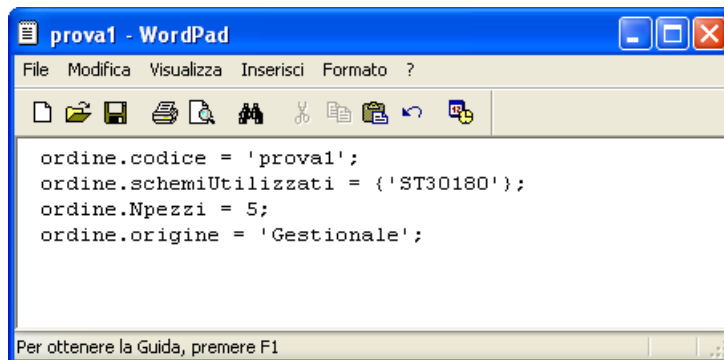 prova1 - WordPad
File Modifica Visualizza Inserisci Formato ?
ordine.codice = 'prova1';
ordine.schemiUtilizzati = {'ST30180'};
ordine.Npezzi = 5;
ordine.origine = 'Gestionale';
Per ottenere la Guida, premere F1